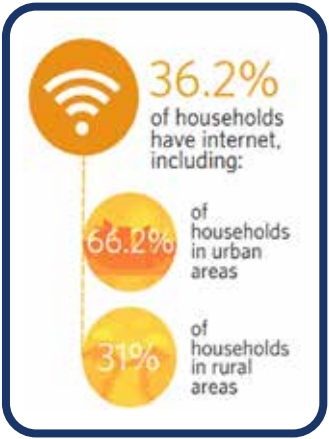 36.2%
of households
have internet,
including:
66.2%
of
households
in urban
areas
31%
of
households
in rural
areas